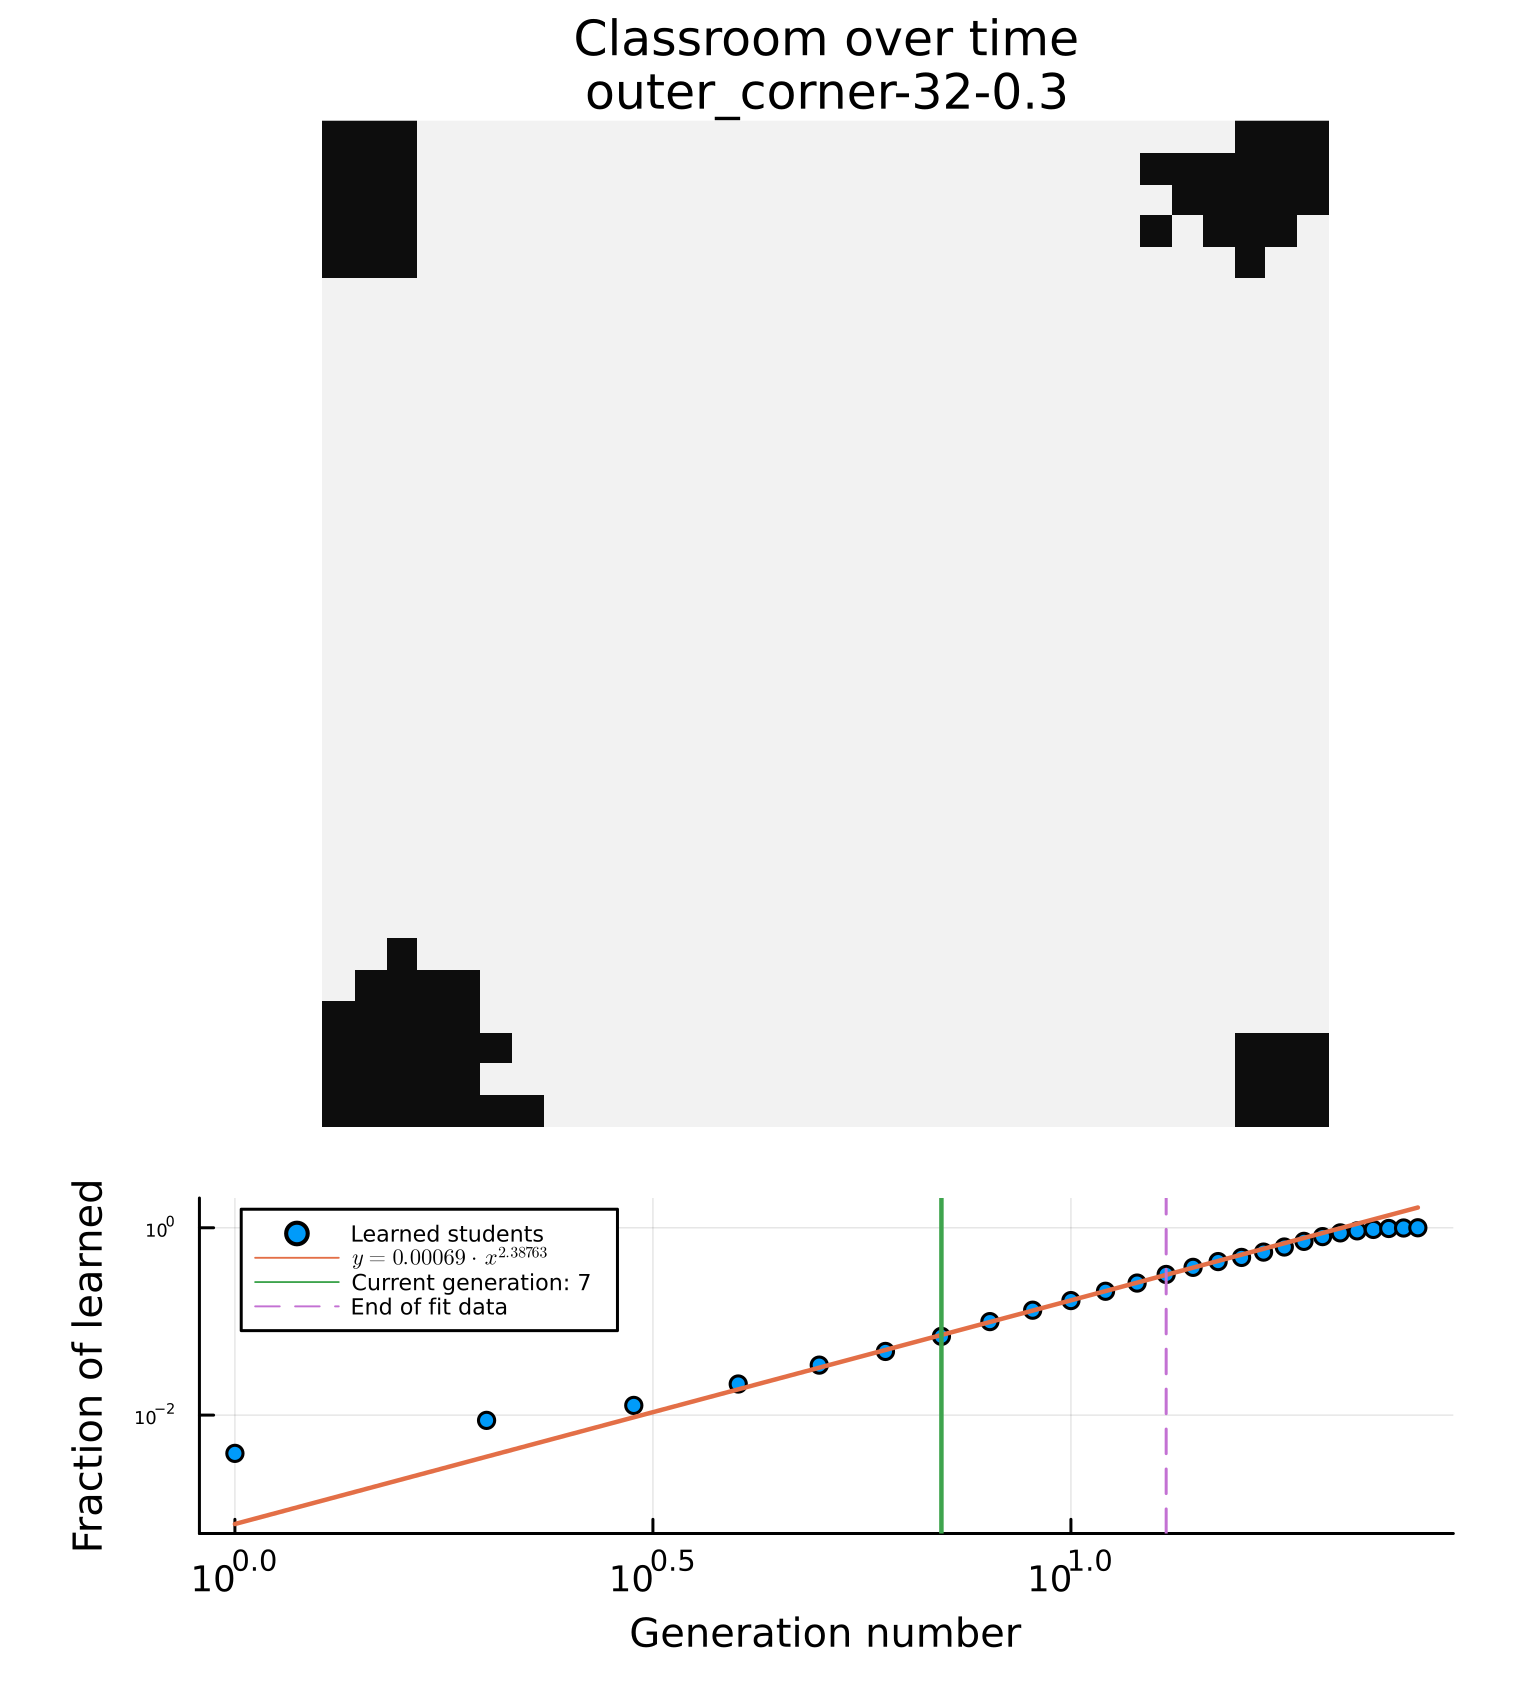 Classroom over time
outer_corner-32-0.3
Fraction of learned
10^0
10^−2
Learned students
y = 0.00069 · x^2.38763
Current generation: 7
End of fit data
10^0.0 10^0.5 10^1.0
Generation number